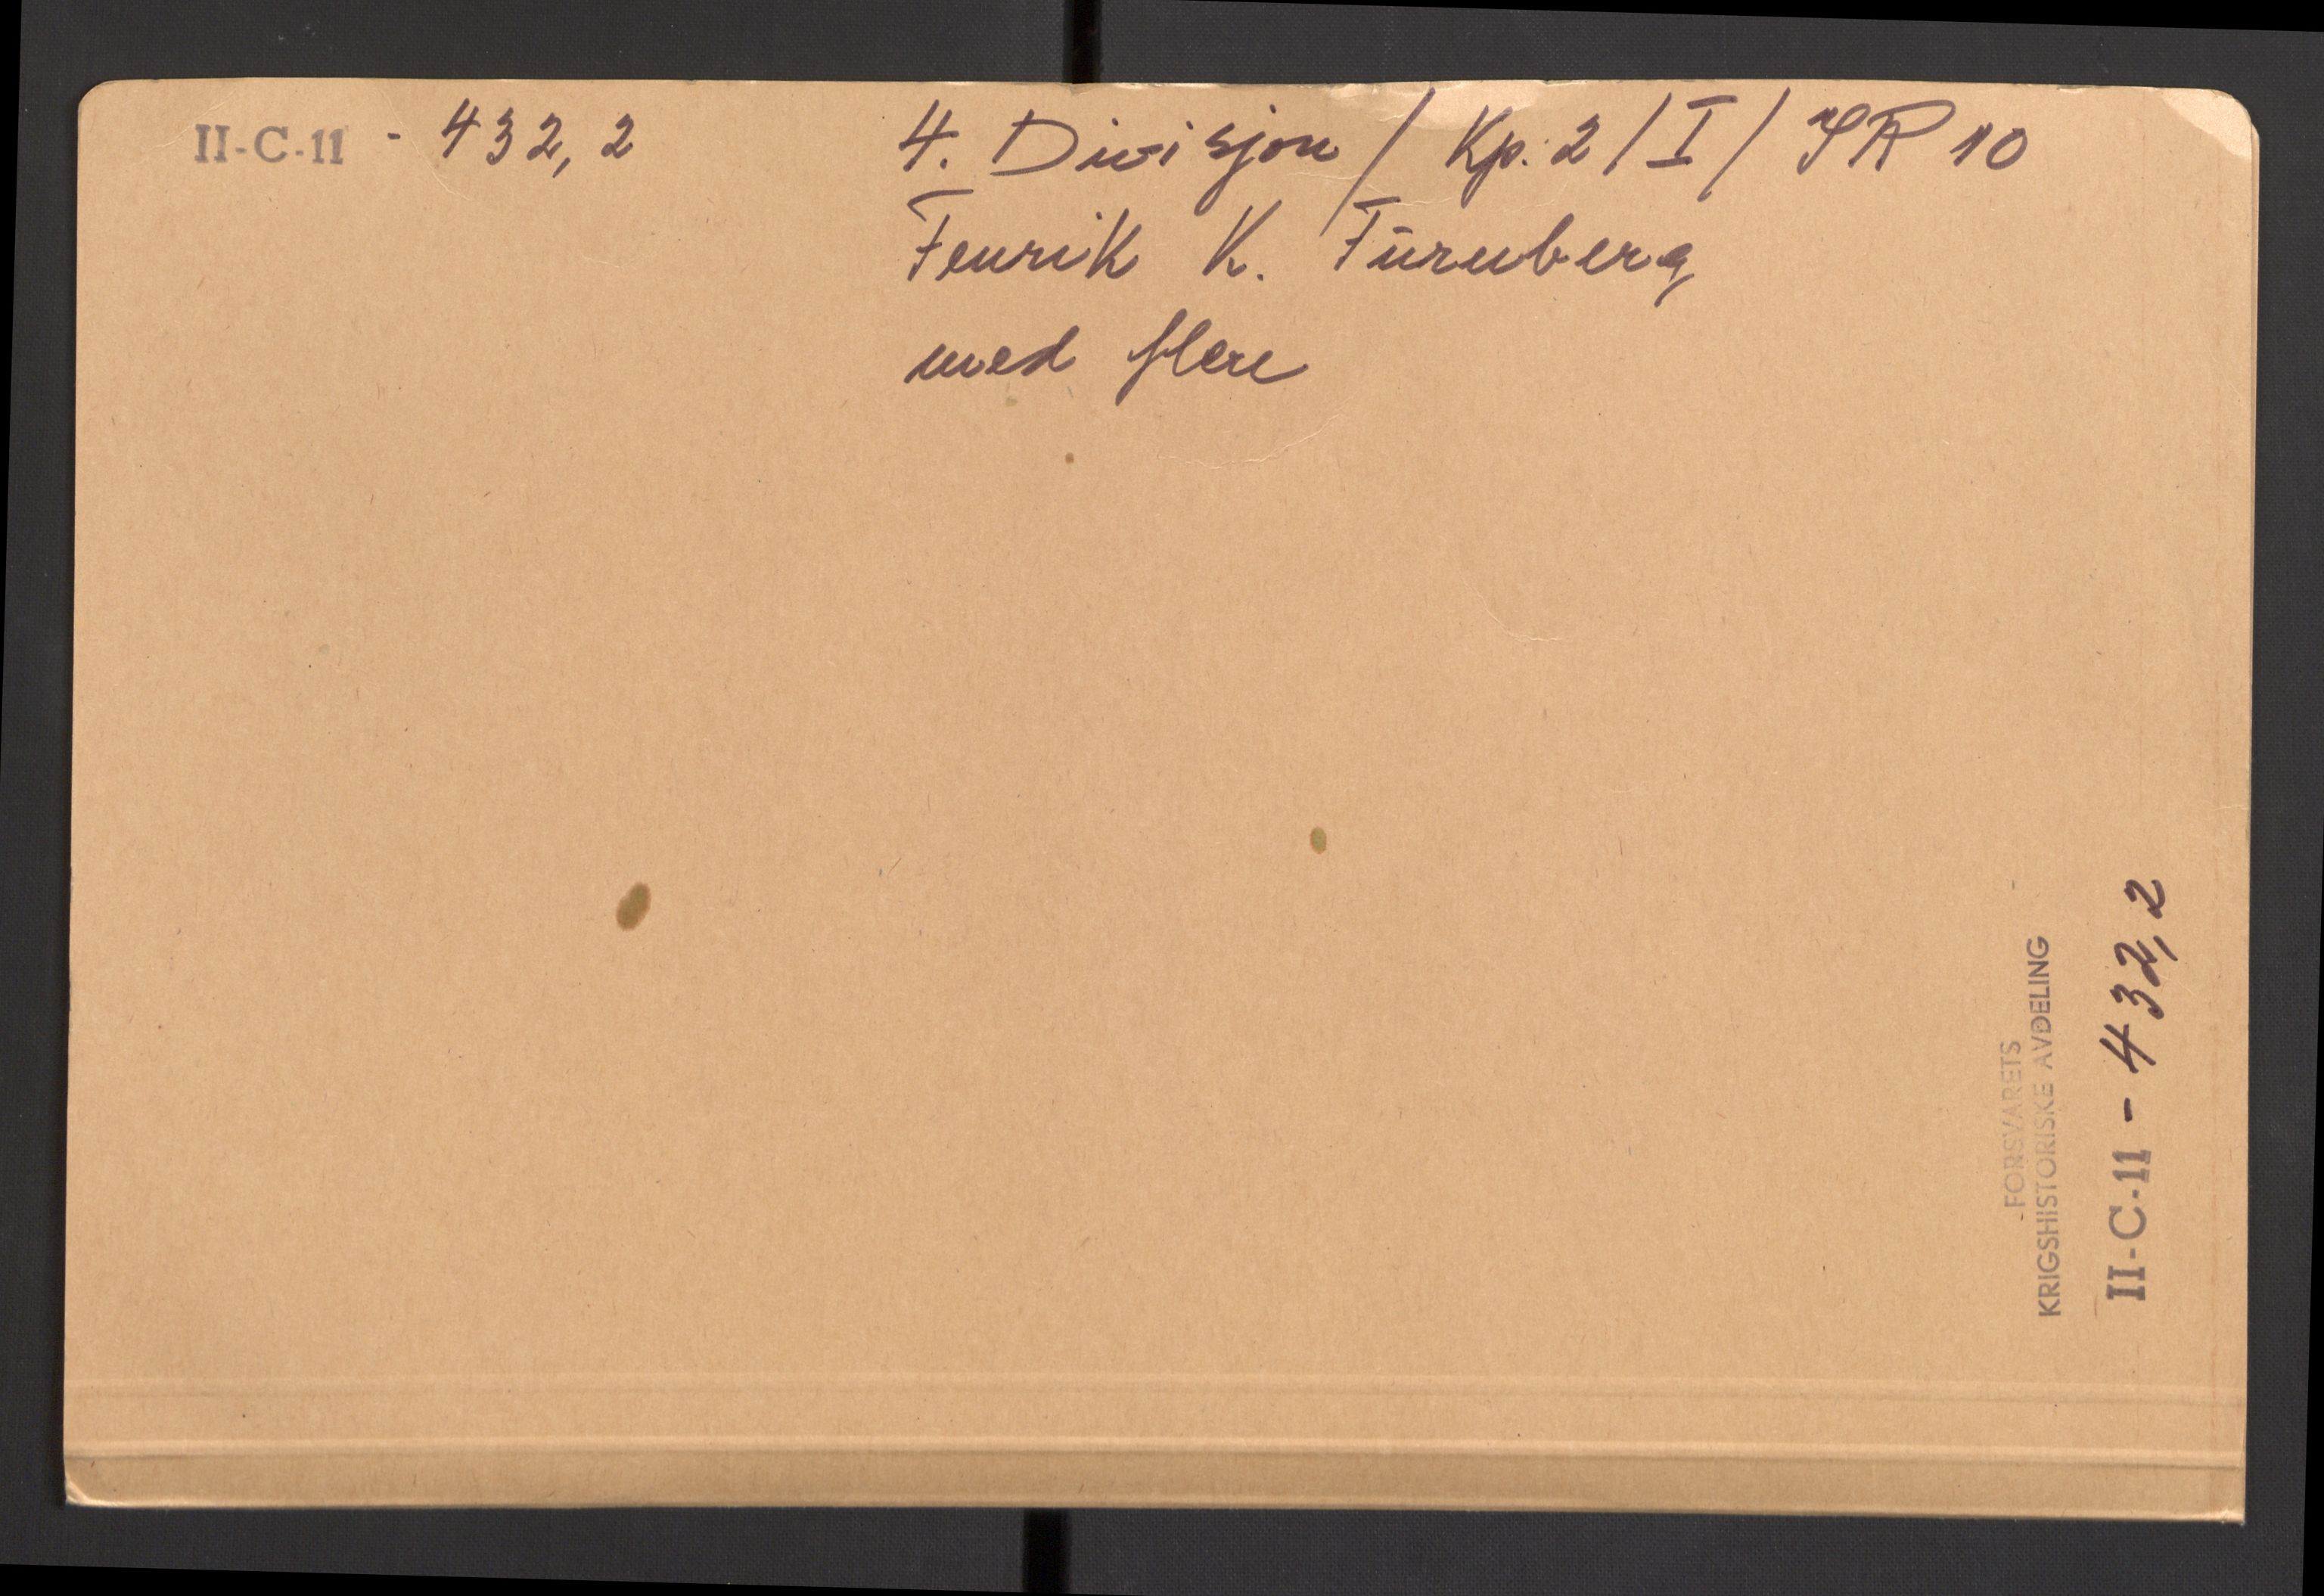 II-C-11 - 432,2
4. Divisjon / Kp. 2 / I / IR 10
Fenrik K. Fürnberg
med flere
FORSVARETS
KRIGSHISTORISKE AVDELING
II-C-11 - 432,2